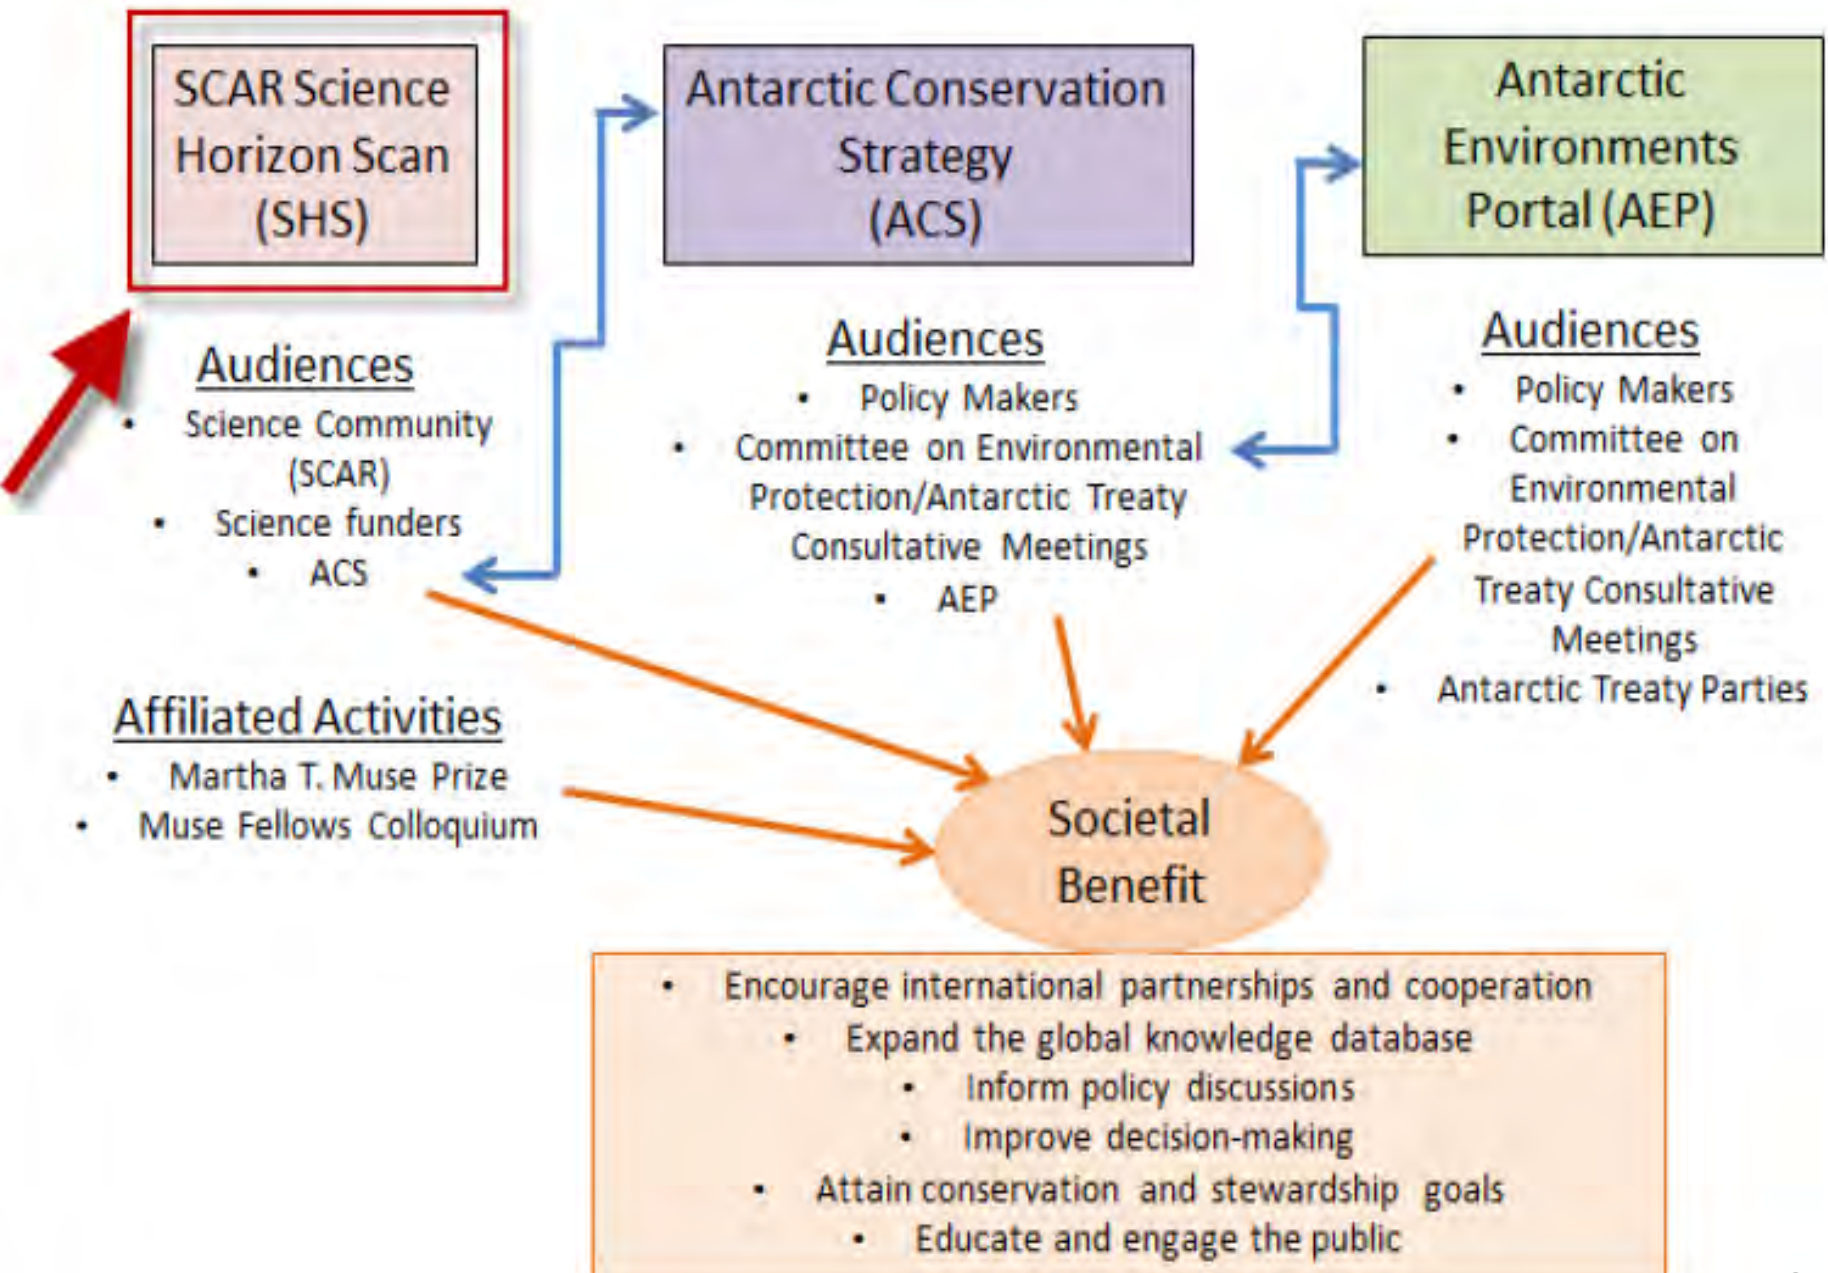 SCAR Science
Horizon Scan
(SHS)
Audiences
• Science Community
(SCAR)
• Science funders
• ACS
Affiliated Activities
• Martha T. Muse Prize
• Muse Fellows Colloquium
Antarctic Conservation
Strategy
(ACS)
Audiences
• Policy Makers
• Committee on Environmental
Protection/Antarctic Treaty
Consultative Meetings
• AEP
Antarctic
Environments
Portal (AEP)
Audiences
• Policy Makers
• Committee on
Environmental
Protection/Antarctic
Treaty Consultative
Meetings
• Antarctic Treaty Parties
Societal
Benefit
• Encourage international partnerships and cooperation
• Expand the global knowledge database
• Inform policy discussions
• Improve decision-making
• Attain conservation and stewardship goals
• Educate and engage the public